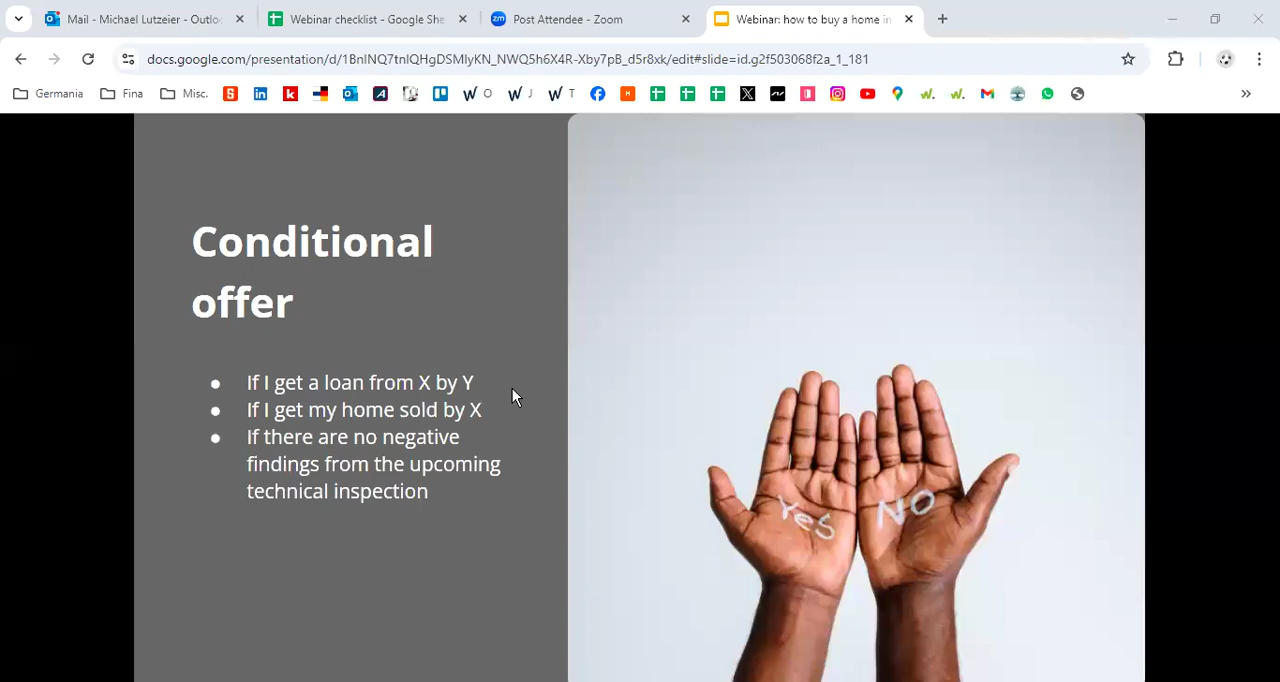 Mail - Michael Lutzeier - Outlo
Webinar checklist - Google She
Post Attendee - Zoom
Webinar: how to buy a home in
docs.google.com/presentation/d/1BnINQ7tnIQHgDSMIyKN_NWQ5h6X4R-Xby7pB_d5r8xk/edit#slide=id.g2f503068f2a_1_181
Germania
Fina
Misc.
O
J
T
Conditional
offer
● If I get a loan from X by Y
● If I get my home sold by X
● If there are no negative
findings from the upcoming
technical inspection
Yes
NO